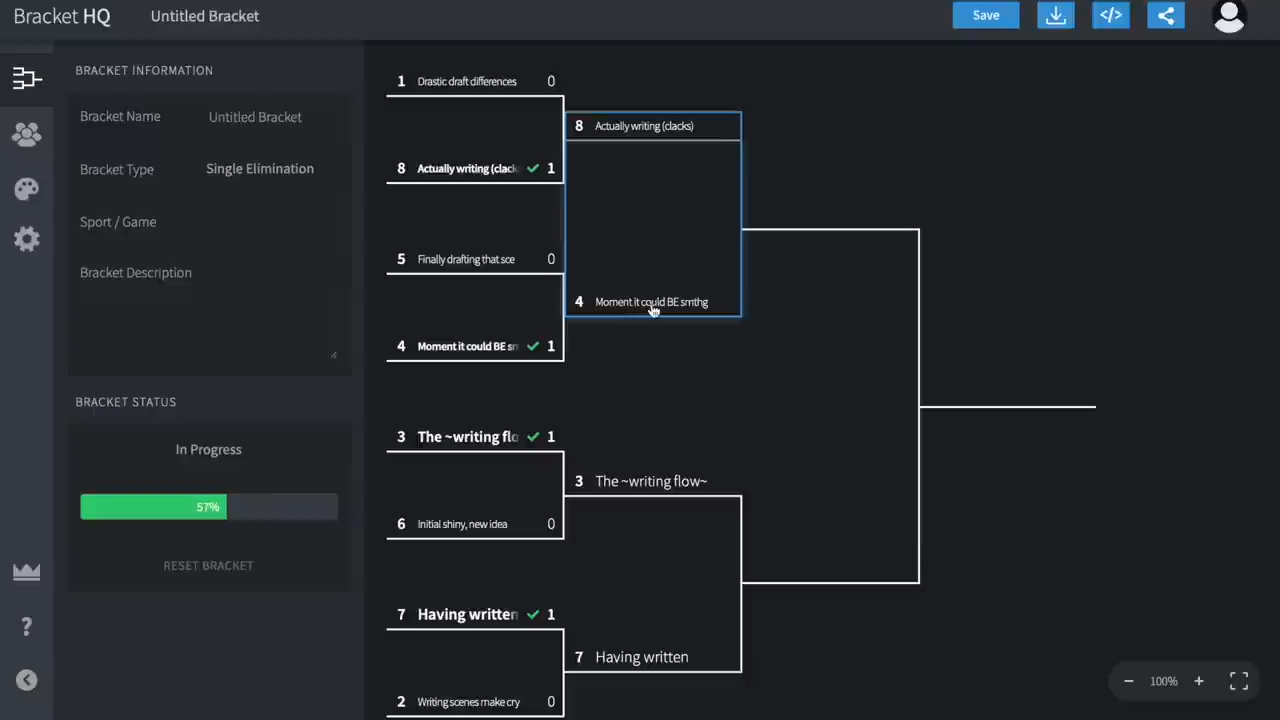 Bracket HQ
Untitled Bracket
Save
</>
BRACKET INFORMATION
Bracket Name
Untitled Bracket
Bracket Type
Single Elimination
Sport / Game
Bracket Description
BRACKET STATUS
In Progress
57%
RESET BRACKET
?
1 Drastic draft differences 0
8 Actually writing (clack 1
5 Finally drafting that sce 0
4 Moment it could BE sm 1
3 The ~writing flo 1
6 Initial shiny, new idea 0
7 Having written 1
2 Writing scenes make cry 0
8 Actually writing (clacks)
4 Moment it could BE smthg
3 The ~writing flow~
7 Having written
− 100% +